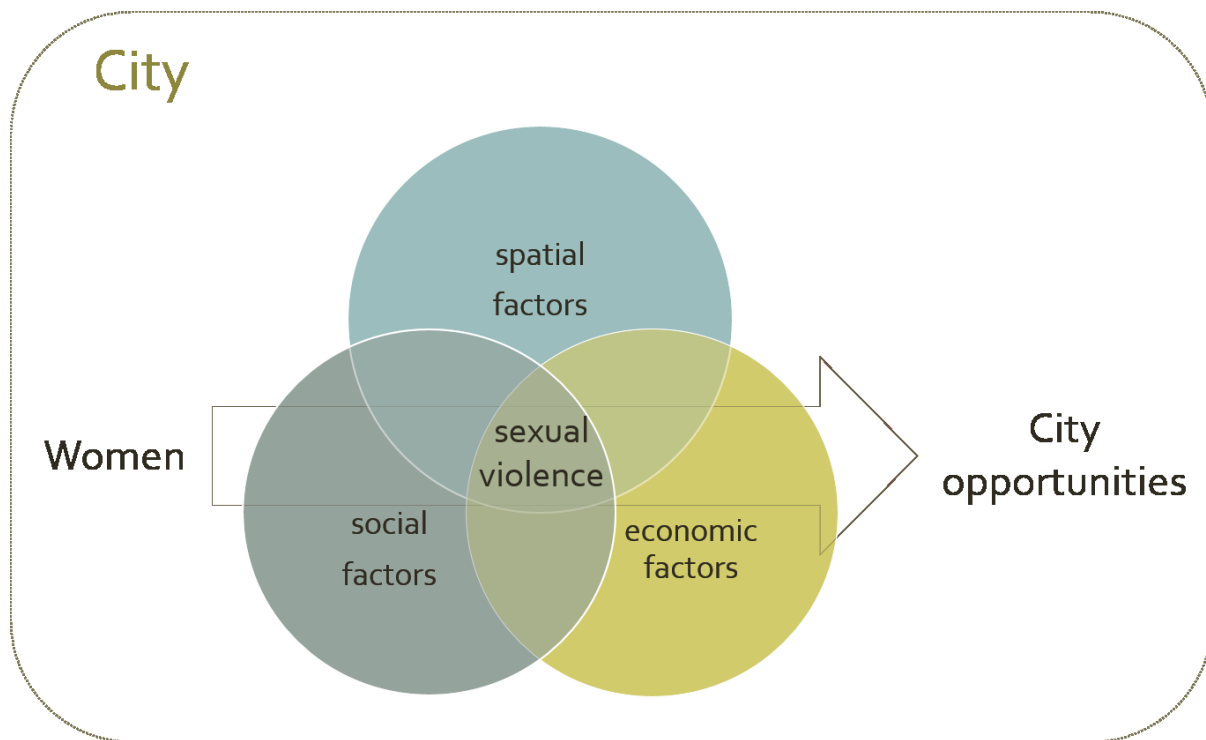 City
spatial
factors
Women
sexual
violence
City
opportunities
social
factors
economic
factors